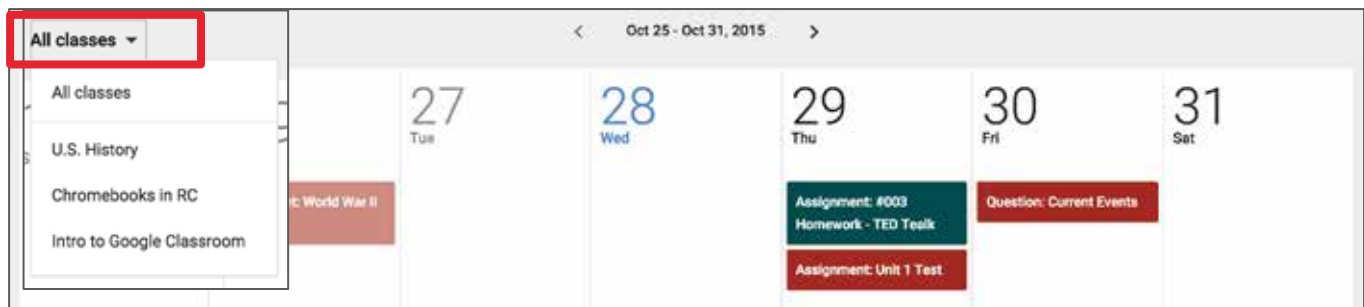 All classes
Oct 25 - Oct 31, 2015
All classes
U.S. History
Chromebooks in RC
Intro to Google Classroom
27
Tue
28
Wed
29
Thu
30
Fri
31
Sat
t: World War II
Assignment: #003
Homework - TED Tealk
Assignment: Unit 1 Test
Question: Current Events